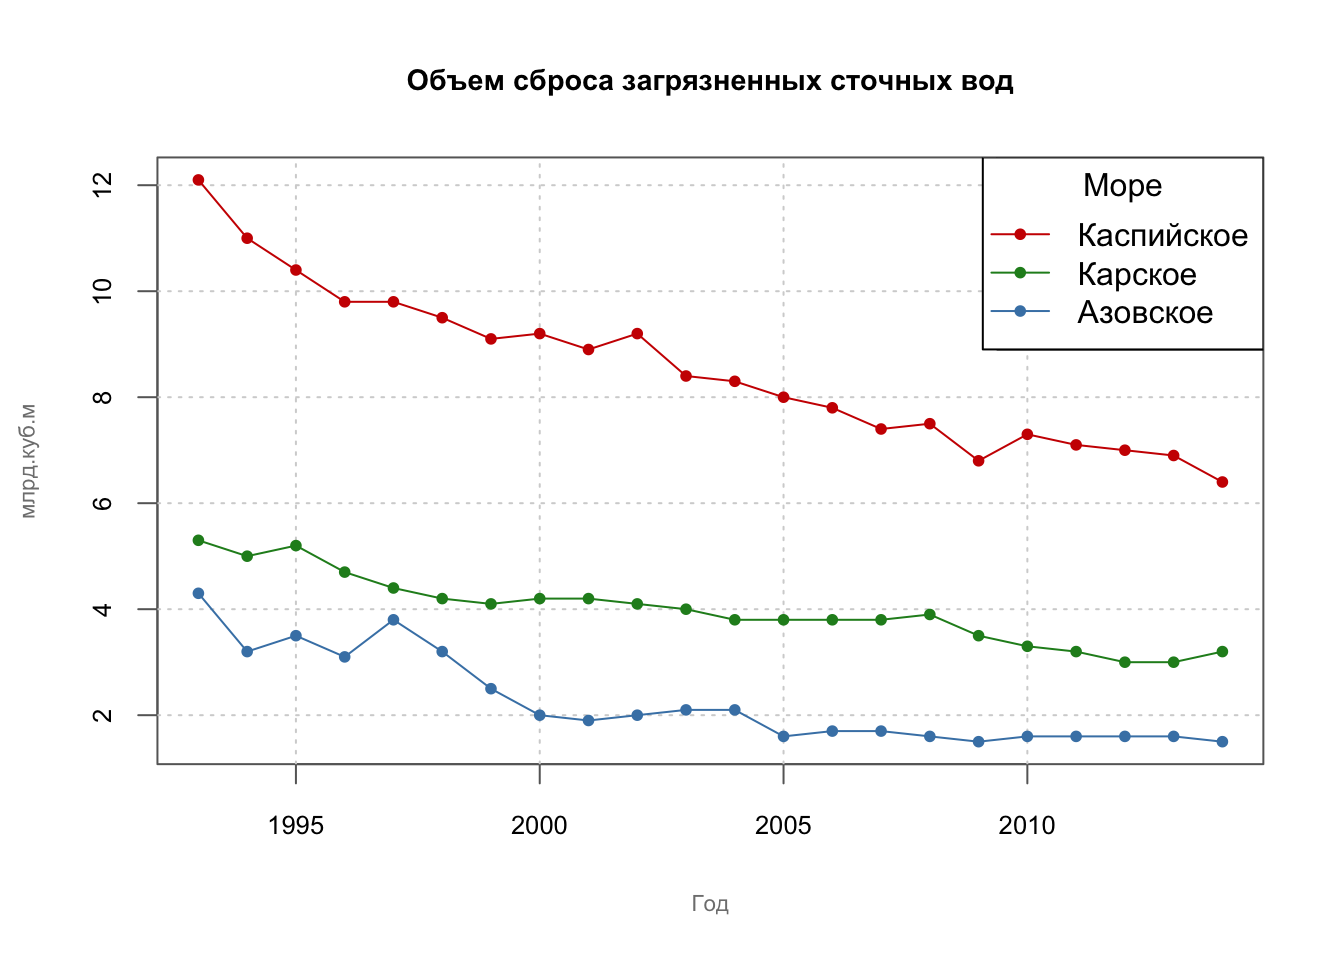 Объем сброса загрязненных сточных вод
Море
Каспийское
Карское
Азовское
12
10
8
6
4
2
млрд.куб.м
1995 2000 2005 2010
Год